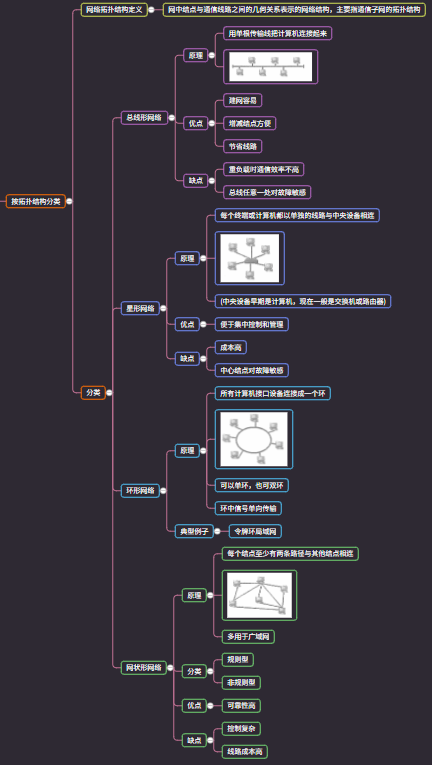 按拓扑结构分类
网络拓扑结构定义
网中结点与通信线路之间的几何关系表示的网络结构，主要指通信子网的拓扑结构
分类
总线形网络
原理
用单根传输线把计算机连接起来
优点
建网容易
增减结点方便
节省线路
缺点
重负载时通信效率不高
总线任意一处对故障敏感
星形网络
原理
每个终端或计算机都以单独的线路与中央设备相连
(中央设备早期是计算机，现在一般是交换机或路由器)
优点
便于集中控制和管理
缺点
成本高
中心结点对故障敏感
环形网络
原理
所有计算机接口设备连接成一个环
可以单环，也可双环
环中信号单向传输
典型例子
令牌环局域网
网状形网络
原理
每个结点至少有两条路径与其他结点相连
多用于广域网
分类
规则型
非规则型
优点
可靠性高
缺点
控制复杂
线路成本高